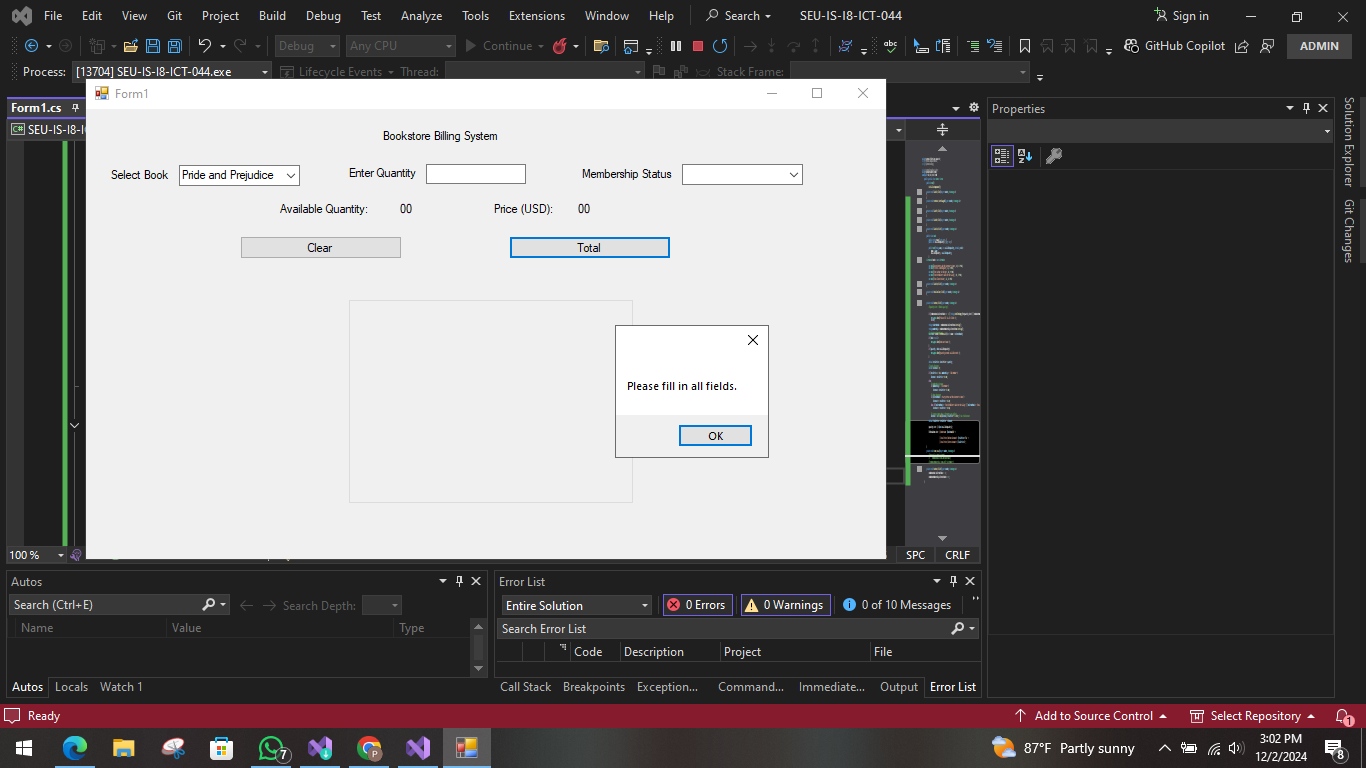 File Edit View Git Project Build Debug Test Analyze Tools Extensions Window Help Search SEU-IS-I8-ICT-044 Sign in
Debug Any CPU Continue GitHub Copilot ADMIN
Process: [13704] SEU-IS-I8-ICT-044.exe Lifecycle Events Thread: Stack Frame:
Form1
Form1.cs
Properties
C# SEU-IS-I8-I
Bookstore Billing System
Select Book Pride and Prejudice Enter Quantity Membership Status
Available Quantity: 00 Price (USD): 00
Clear Total
Please fill in all fields.
OK
Solution Explorer
Git Changes
100 % SPC CRLF
Autos
Search (Ctrl+E) Search Depth:
Name Value Type
Autos Locals Watch 1
Error List
Entire Solution 0 Errors 0 Warnings 0 of 10 Messages
Search Error List
Code Description Project File
Call Stack Breakpoints Exception... Command... Immediate... Output Error List
Ready Add to Source Control Select Repository 1
7 P 87°F Partly sunny 3:02 PM
12/2/2024 8